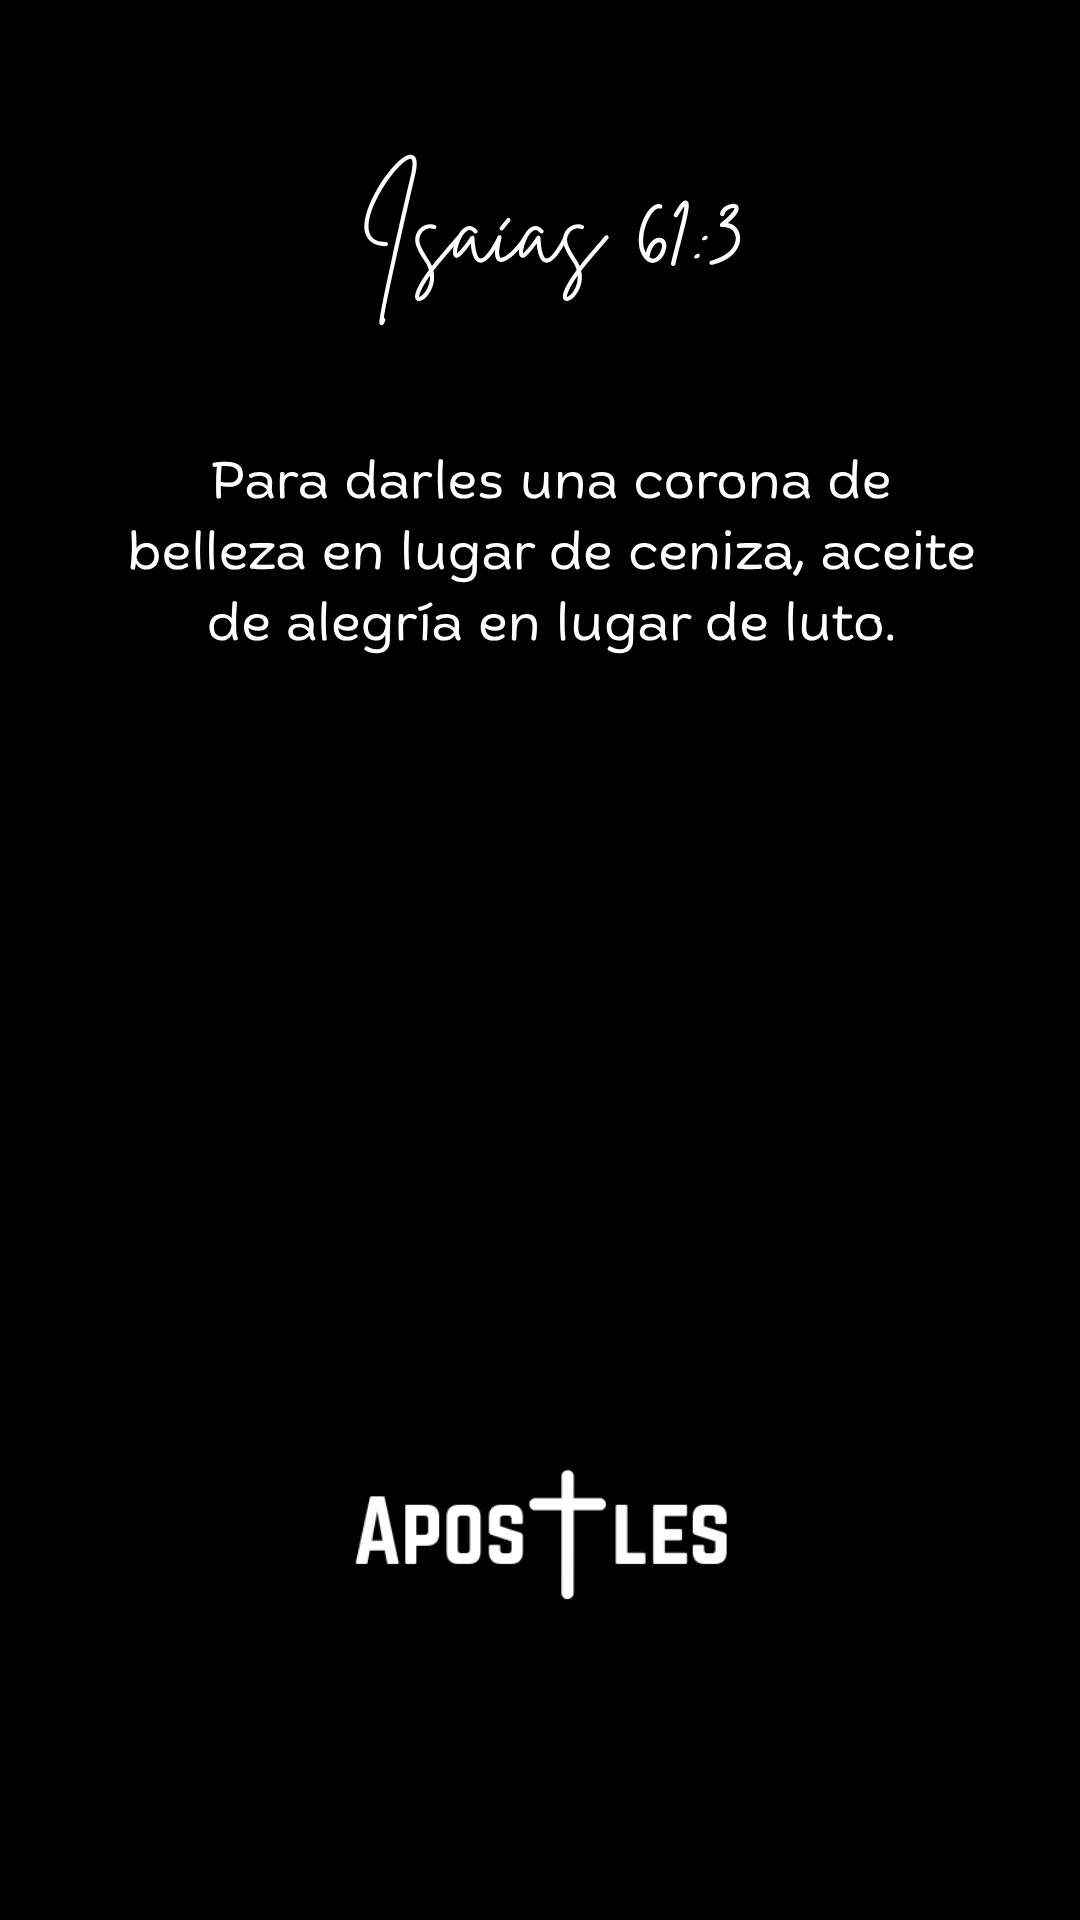 Isaías 61:3
Para darles una corona de
belleza en lugar de ceniza, aceite
de alegría en lugar de luto.
APOSTLES